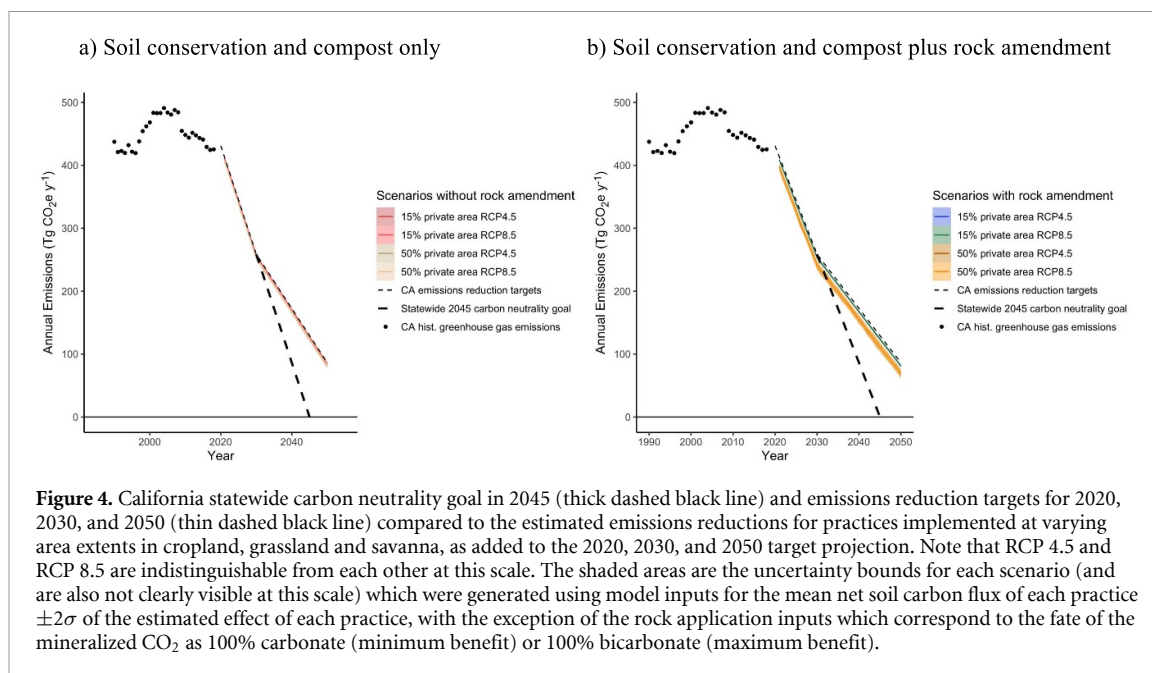 a) Soil conservation and compost only
b) Soil conservation and compost plus rock amendment
500
400
300
200
100
0
Annual Emissions (Tg CO₂e y⁻¹)
2000
2020
2040
Year
Scenarios without rock amendment
15% private area RCP4.5
15% private area RCP8.5
50% private area RCP4.5
50% private area RCP8.5
CA emissions reduction targets
Statewide 2045 carbon neutrality goal
CA hist. greenhouse gas emissions
500
400
300
200
100
0
Annual Emissions (Tg CO₂e y⁻¹)
1990
2000
2010
2020
2030
2040
2050
Year
Scenarios with rock amendment
15% private area RCP4.5
15% private area RCP8.5
50% private area RCP4.5
50% private area RCP8.5
CA emissions reduction targets
Statewide 2045 carbon neutrality goal
CA hist. greenhouse gas emissions
Figure 4. California statewide carbon neutrality goal in 2045 (thick dashed black line) and emissions reduction targets for 2020,
2030, and 2050 (thin dashed black line) compared to the estimated emissions reductions for practices implemented at varying
area extents in cropland, grassland and savanna, as added to the 2020, 2030, and 2050 target projection. Note that RCP 4.5 and
RCP 8.5 are indistinguishable from each other at this scale. The shaded areas are the uncertainty bounds for each scenario (and
are also not clearly visible at this scale) which were generated using model inputs for the mean net soil carbon flux of each practice
±2σ of the estimated effect of each practice, with the exception of the rock application inputs which correspond to the fate of the
mineralized CO₂ as 100% carbonate (minimum benefit) or 100% bicarbonate (maximum benefit).